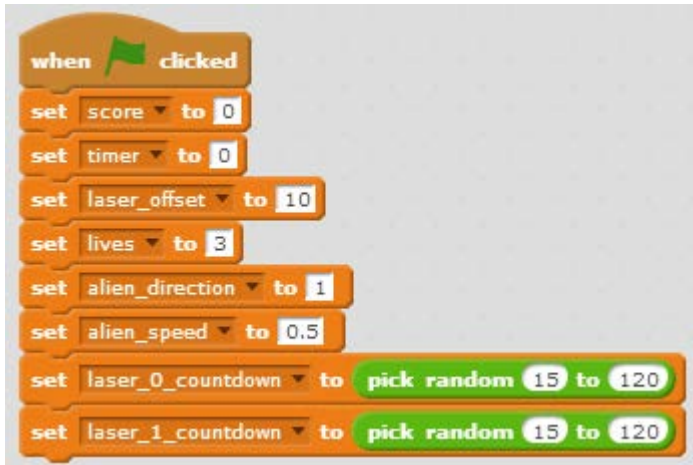 when clicked
set score to 0
set timer to 0
set laser_offset to 10
set lives to 3
set alien_direction to 1
set alien_speed to 0.5
set laser_0_countdown to pick random 15 to 120
set laser_1_countdown to pick random 15 to 120